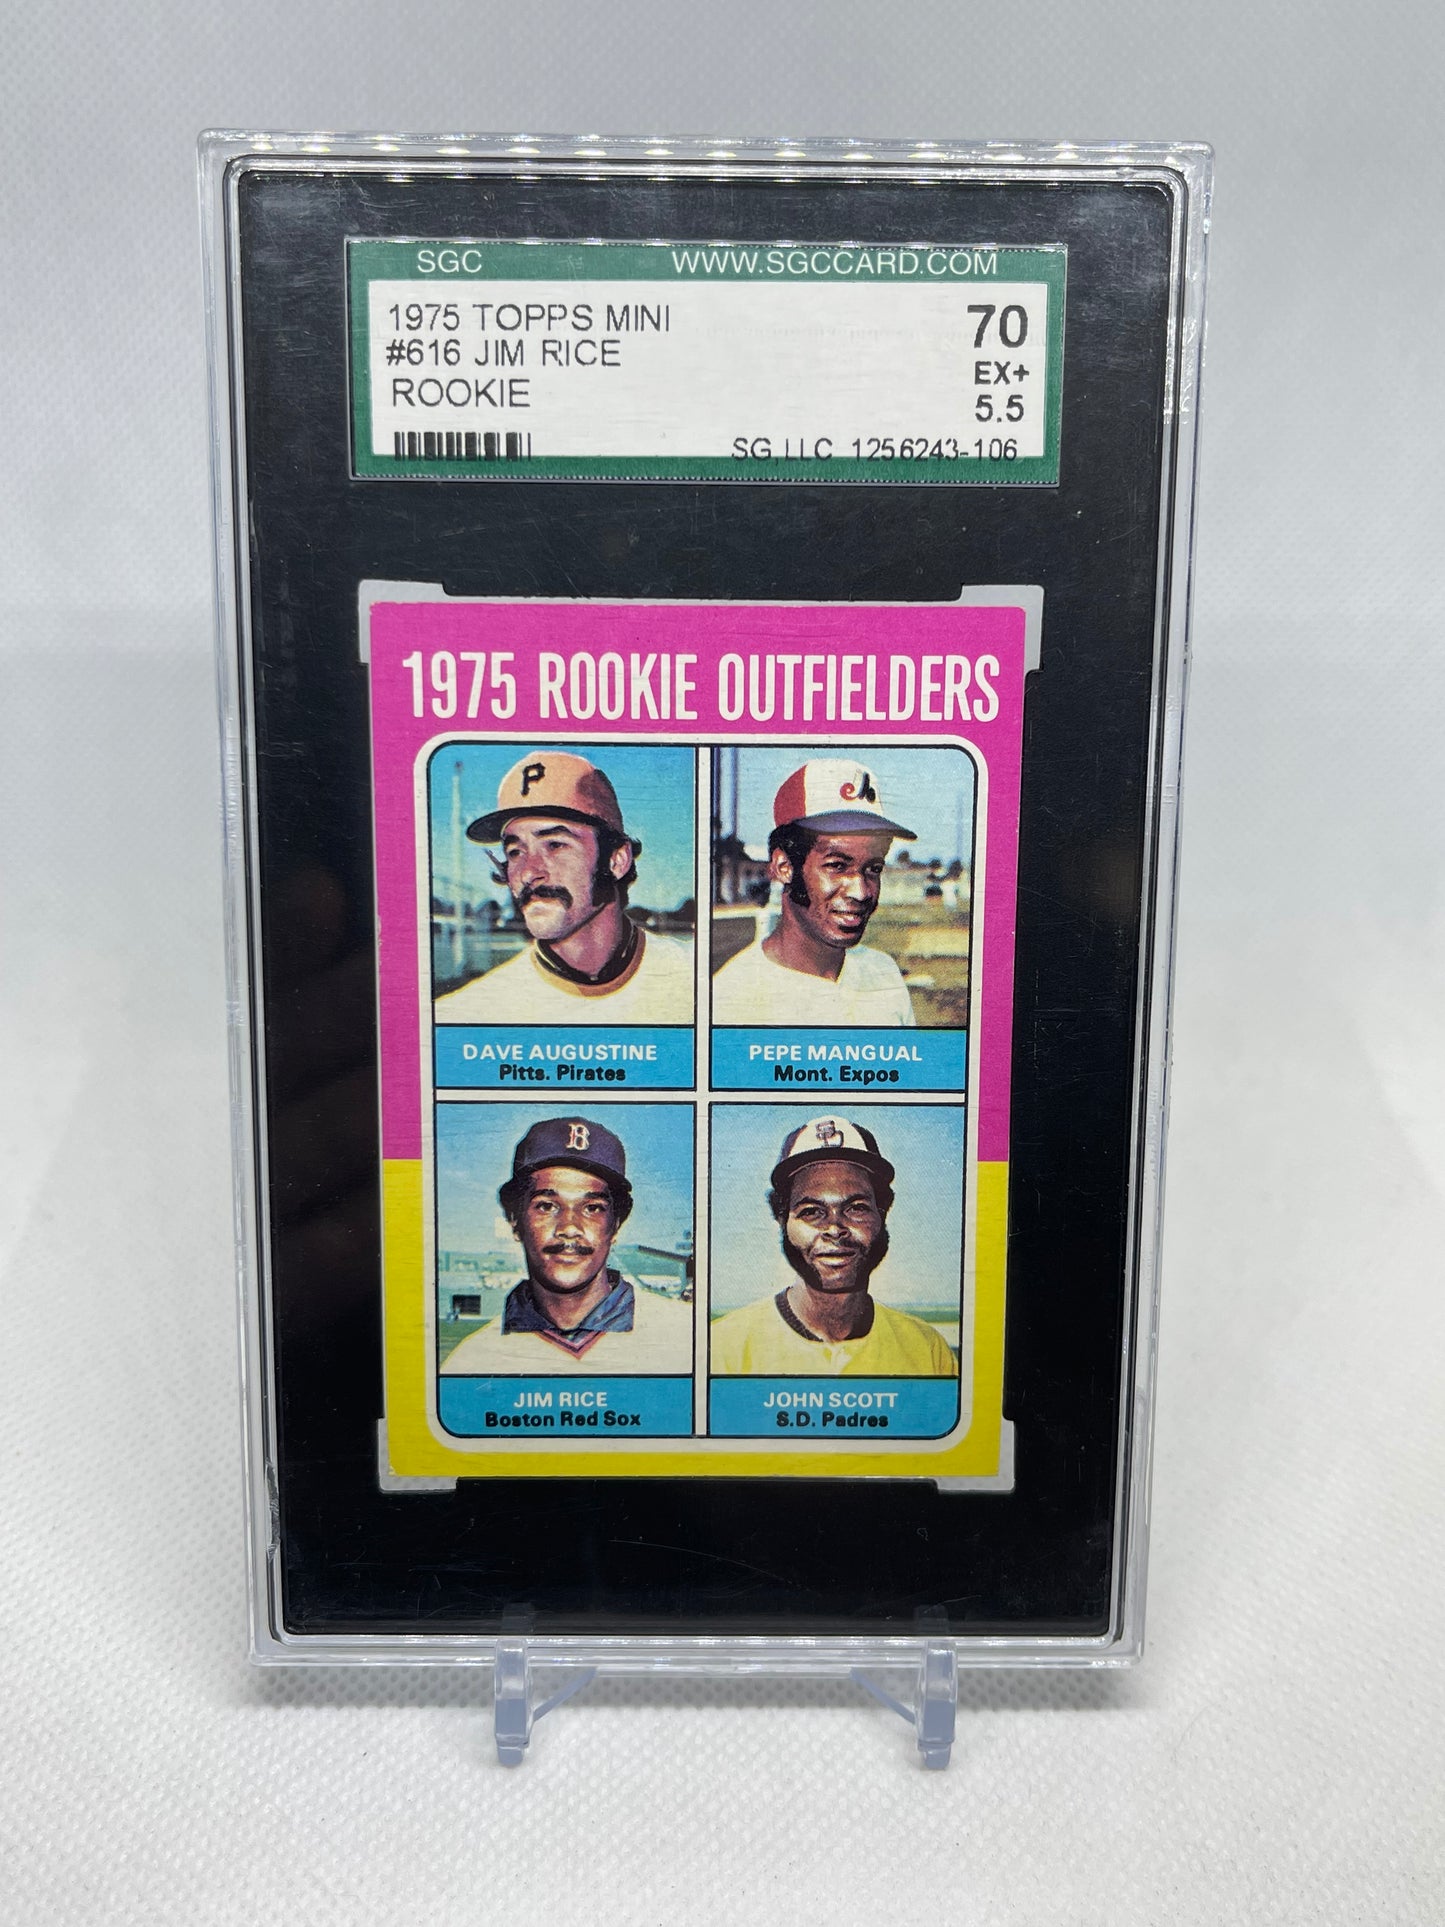 SGC WWW.SGCCARD.COM
1975 TOPPS MINI 70
#616 JIM RICE EX+
ROOKIE 5.5
SG, LLC 1256243-106
1975 ROOKIE OUTFIELDERS
P
DAVE AUGUSTINE
Pitts. Pirates
PEPE MANGUAL
Mont. Expos
B
SD
JIM RICE
Boston Red Sox
JOHN SCOTT
S.D. Padres